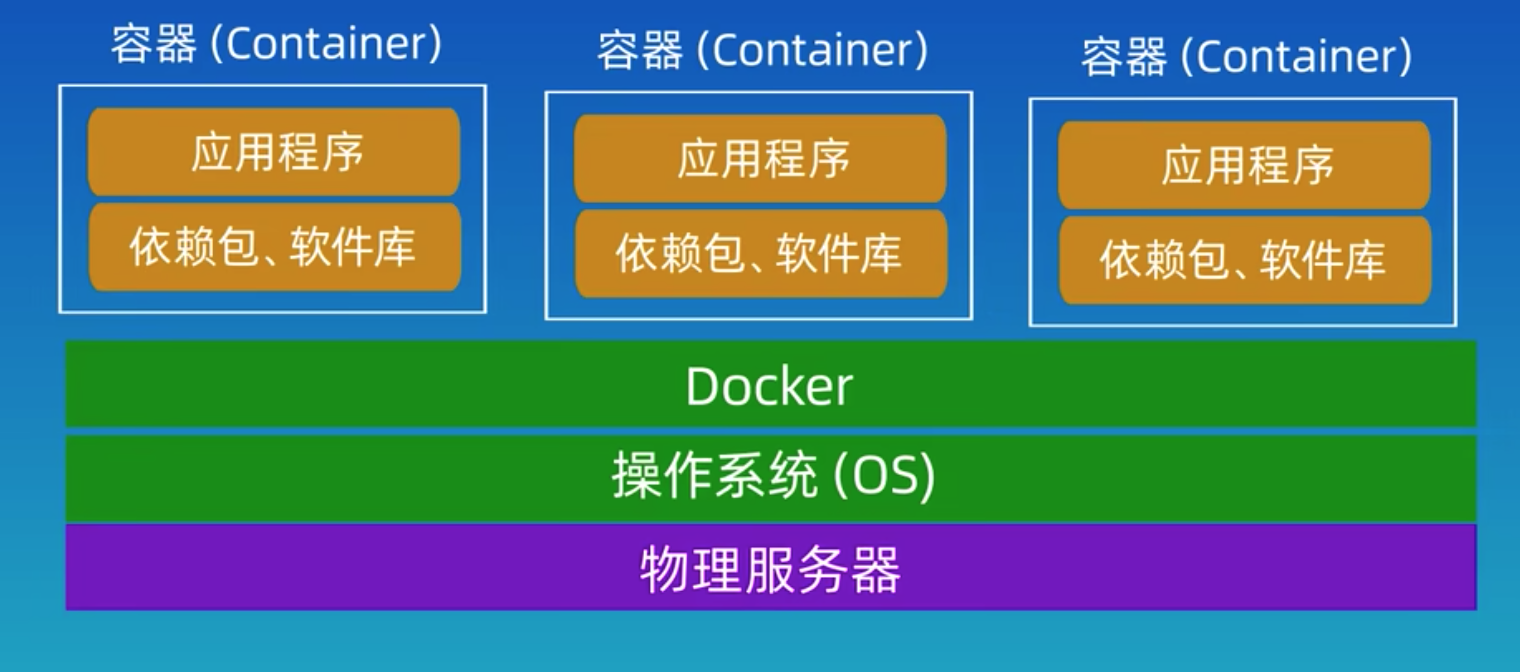 容器 (Container)
容器 (Container)
容器 (Container)
应用程序
应用程序
应用程序
依赖包、软件库
依赖包、软件库
依赖包、软件库
Docker
操作系统 (OS)
物理服务器